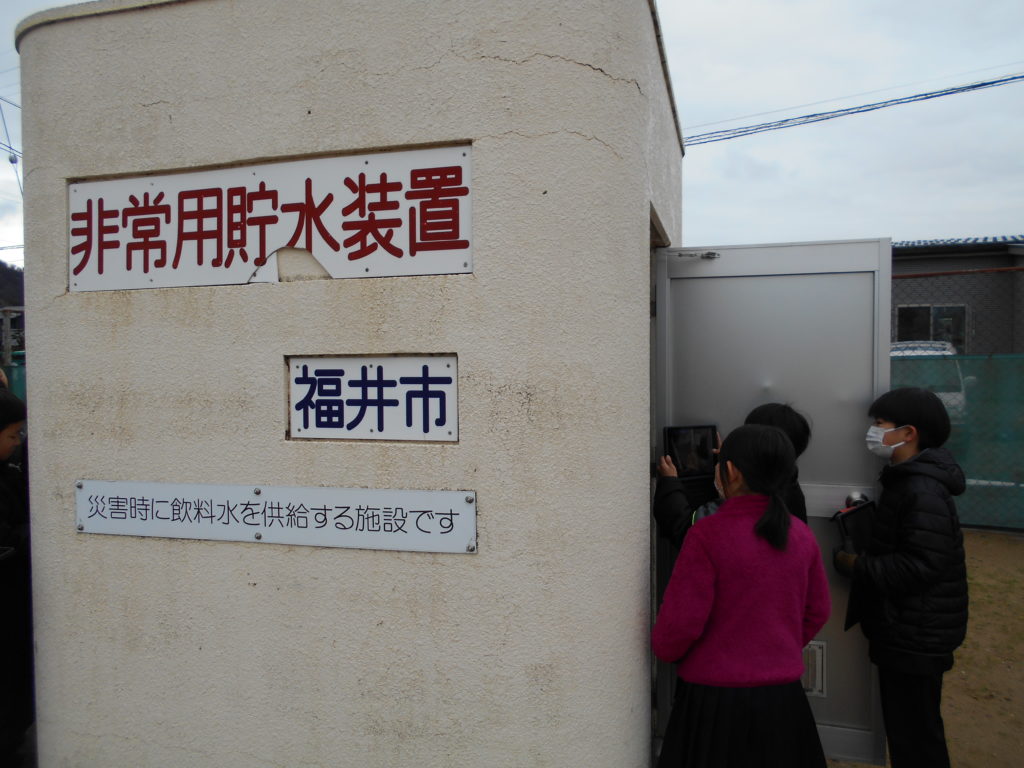 非常用貯水装置
福井市
災害時に飲料水を供給する施設です